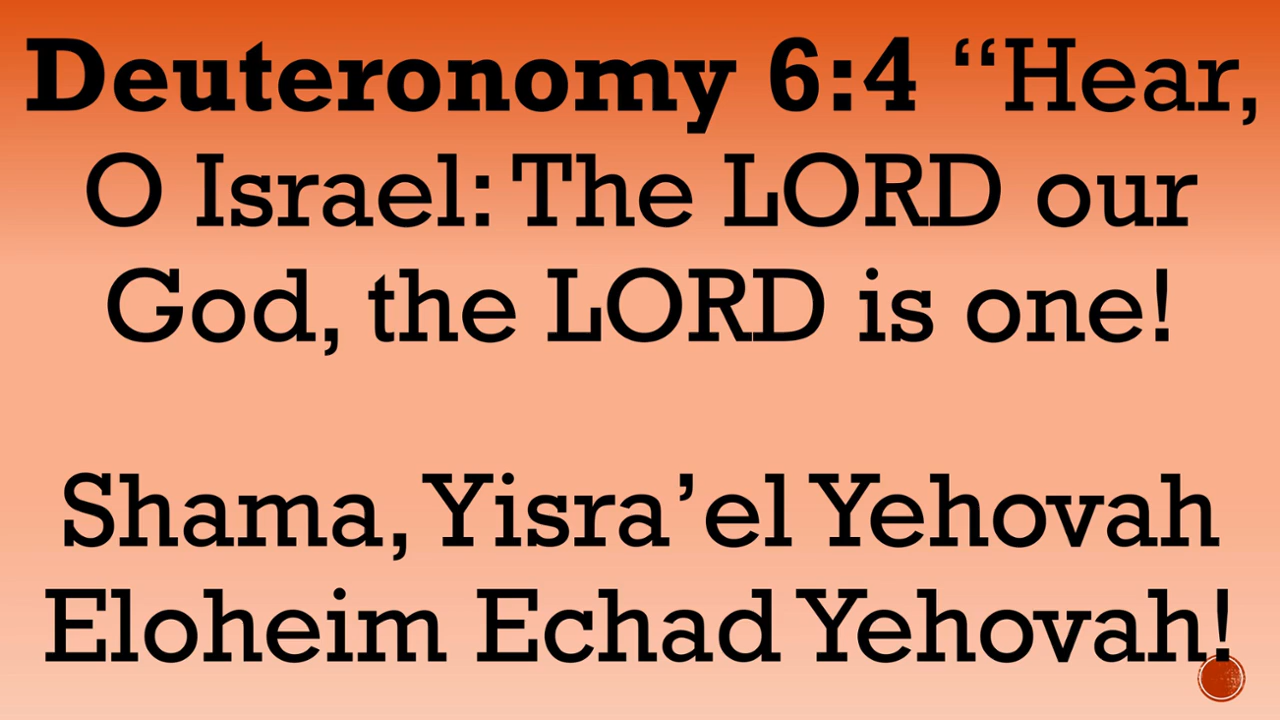 Deuteronomy 6:4 “Hear,
O Israel: The LORD our
God, the LORD is one!
Shama, Yisra’el Yehovah
Eloheim Echad Yehovah!